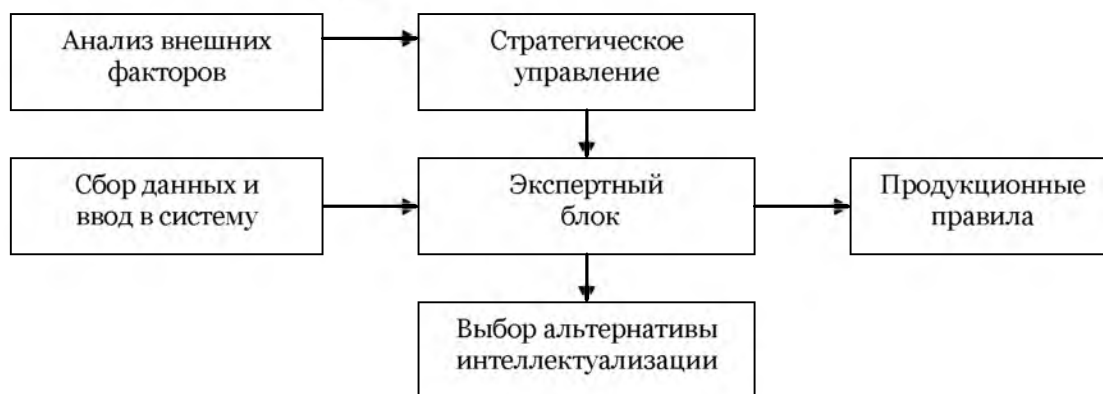 Анализ внешних
факторов
Стратегическое
управление
Сбор данных и
ввод в систему
Экспертный
блок
Продукционные
правила
Выбор альтернативы
интеллектуализации